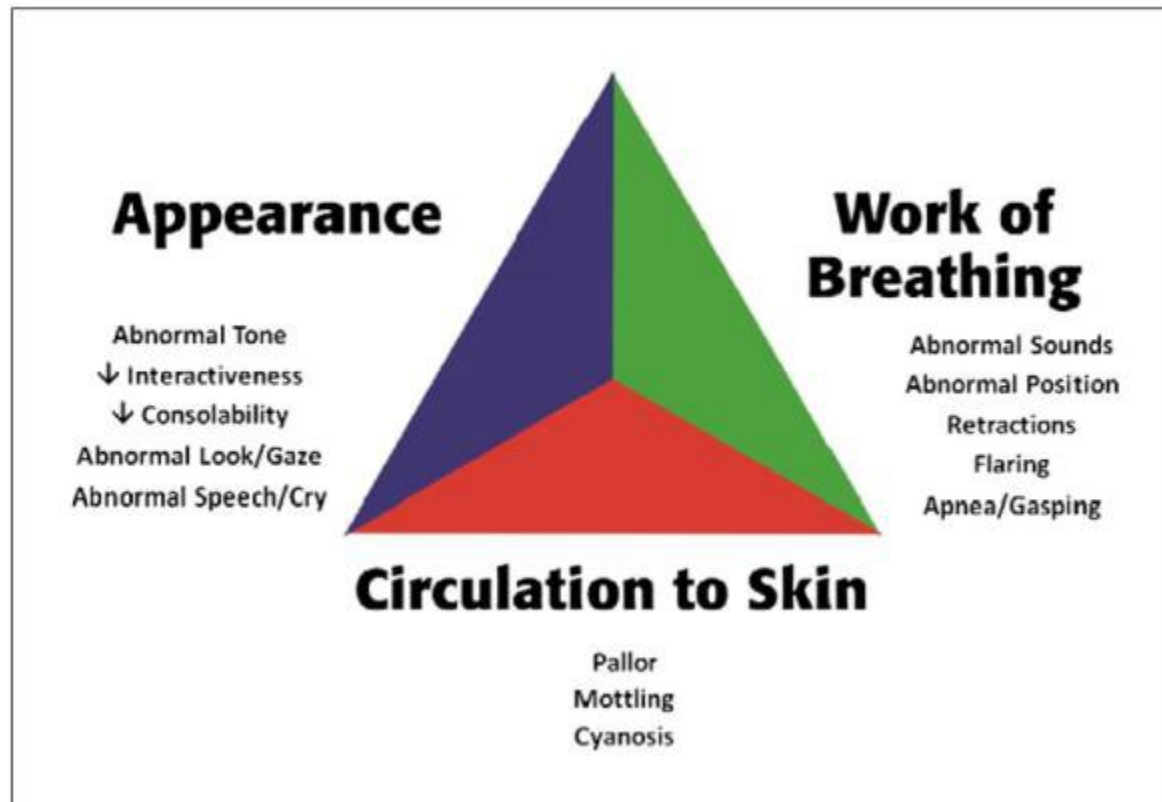 Appearance
Abnormal Tone
↓ Interactiveness
↓ Consolability
Abnormal Look/Gaze
Abnormal Speech/Cry
Work of
Breathing
Abnormal Sounds
Abnormal Position
Retractions
Flaring
Apnea/Gasping
Circulation to Skin
Pallor
Mottling
Cyanosis